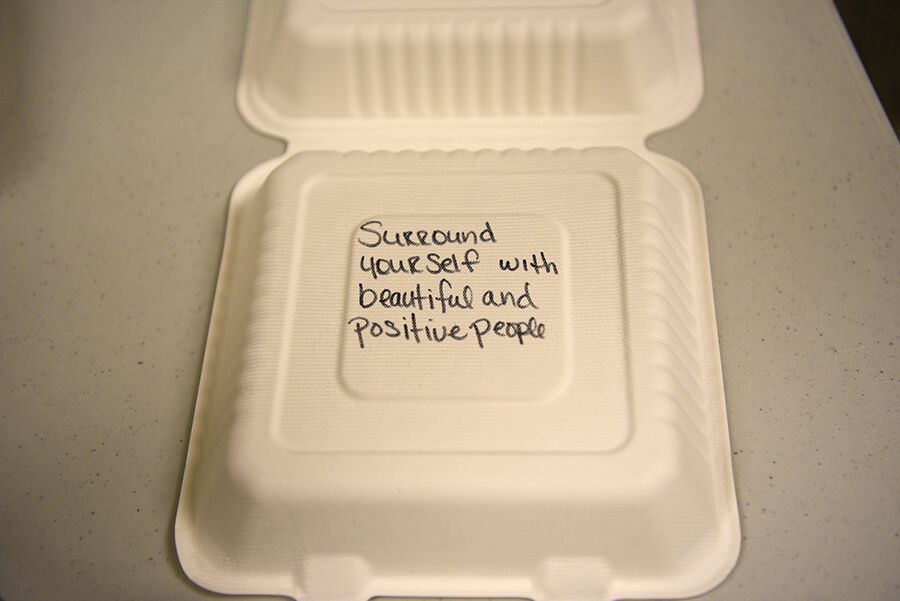 Surround
yourself with
beautiful and
positive people